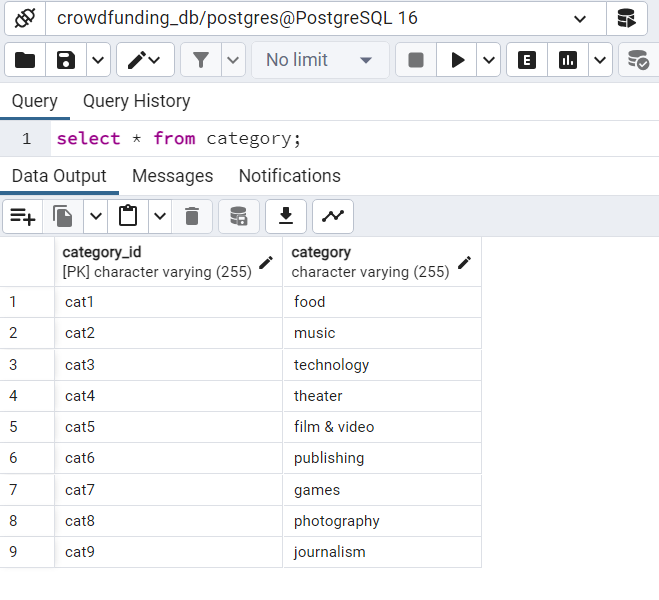 crowdfunding_db/postgres@PostgreSQL 16
No limit
E
Query Query History
1 select * from category;
Data Output Messages Notifications
category_id category
[PK] character varying (255) character varying (255)
1 cat1 food
2 cat2 music
3 cat3 technology
4 cat4 theater
5 cat5 film & video
6 cat6 publishing
7 cat7 games
8 cat8 photography
9 cat9 journalism